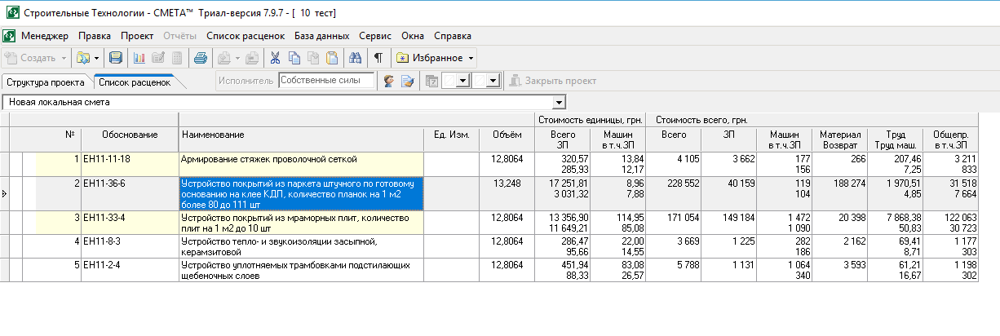 Строительные Технологии - СМЕТА™ Триал-версия 7.9.7 - [ 10 тест]
Менеджер Правка Проект Отчёты Список расценок База данных Сервис Окна Справка
Создать ¶ Избранное
Структура проекта Список расценок Исполнитель Собственные силы Закрыть проект
Новая локальная смета
Стоимость единицы, грн. Стоимость всего, грн.
№ Обоснование Наименование Ед. Изм. Объём Всего Машин Всего ЗП Машин Материал Труд Общепр.
ЗП в т.ч.ЗП в т.ч.ЗП Возврат Труд маш. в т.ч.ЗП
1 ЕН11-11-18 Армирование стяжек проволочной сеткой 12,8064 320,57 13,84 4 105 3 662 177 266 207,46 3 211
285,93 12,17 156 7,25 833
2 ЕН11-36-6 Устройство покрытий из паркета штучного по готовому 13,248 17 251,81 8,96 228 552 40 159 119 188 274 1 970,51 31 518
основанию на клее КДП, количество планок на 1 м2 3 031,32 7,88 104 4,85 7 664
более 80 до 111 шт
3 ЕН11-33-4 Устройство покрытий из мраморных плит, количество 12,8064 13 356,90 114,95 171 054 149 184 1 472 20 398 7 868,38 122 063
плит на 1 м2 до 10 шт 11 649,21 85,08 1 090 50,83 30 723
4 ЕН11-8-3 Устройство тепло- и звукоизоляции засыпной, 12,8064 286,47 22,00 3 669 1 225 282 2 162 69,41 1 177
керамзитовой 95,66 14,55 186 8,71 303
5 ЕН11-2-4 Устройство уплотняемых трамбовками подстилающих 12,8064 451,94 83,08 5 788 1 131 1 064 3 593 61,21 1 198
щебеночных слоев 88,33 26,57 340 16,67 302